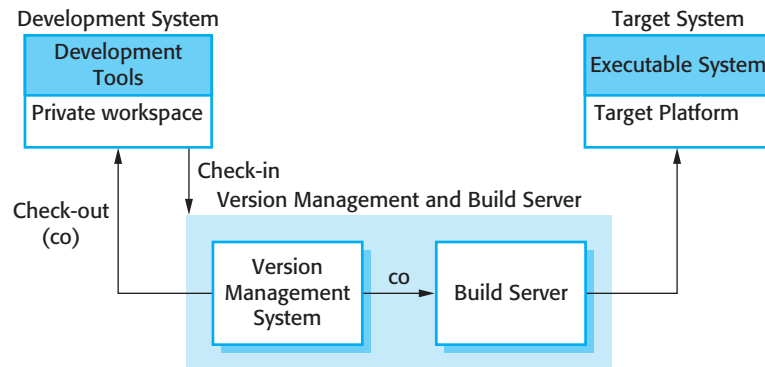 Development System
Target System
Development
Tools
Private workspace
Executable System
Target Platform
Check-in
Check-out
(co)
Version Management and Build Server
Version
Management
System
co
Build Server